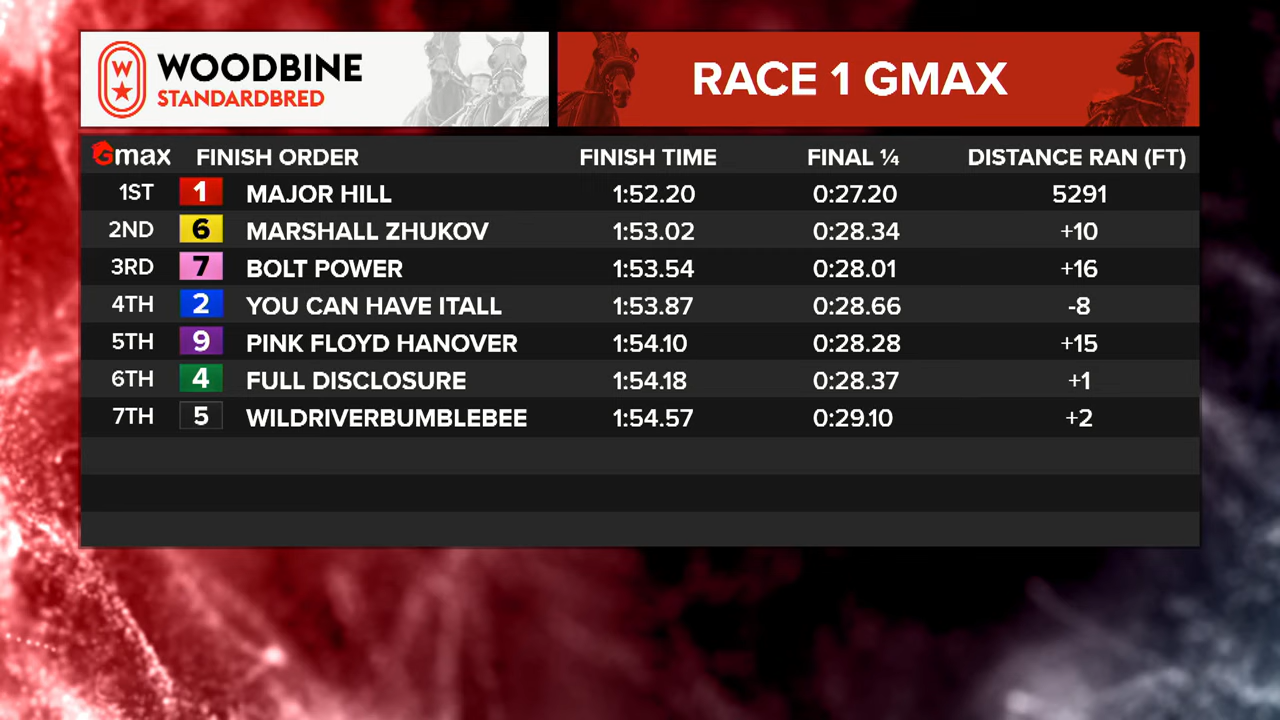 W
WOODBINE
STANDARDBRED
RACE 1 GMAX
Gmax FINISH ORDER FINISH TIME FINAL ¼ DISTANCE RAN (FT)
1ST 1 MAJOR HILL 1:52.20 0:27.20 5291
2ND 6 MARSHALL ZHUKOV 1:53.02 0:28.34 +10
3RD 7 BOLT POWER 1:53.54 0:28.01 +16
4TH 2 YOU CAN HAVE ITALL 1:53.87 0:28.66 -8
5TH 9 PINK FLOYD HANOVER 1:54.10 0:28.28 +15
6TH 4 FULL DISCLOSURE 1:54.18 0:28.37 +1
7TH 5 WILDRIVERBUMBLEBEE 1:54.57 0:29.10 +2